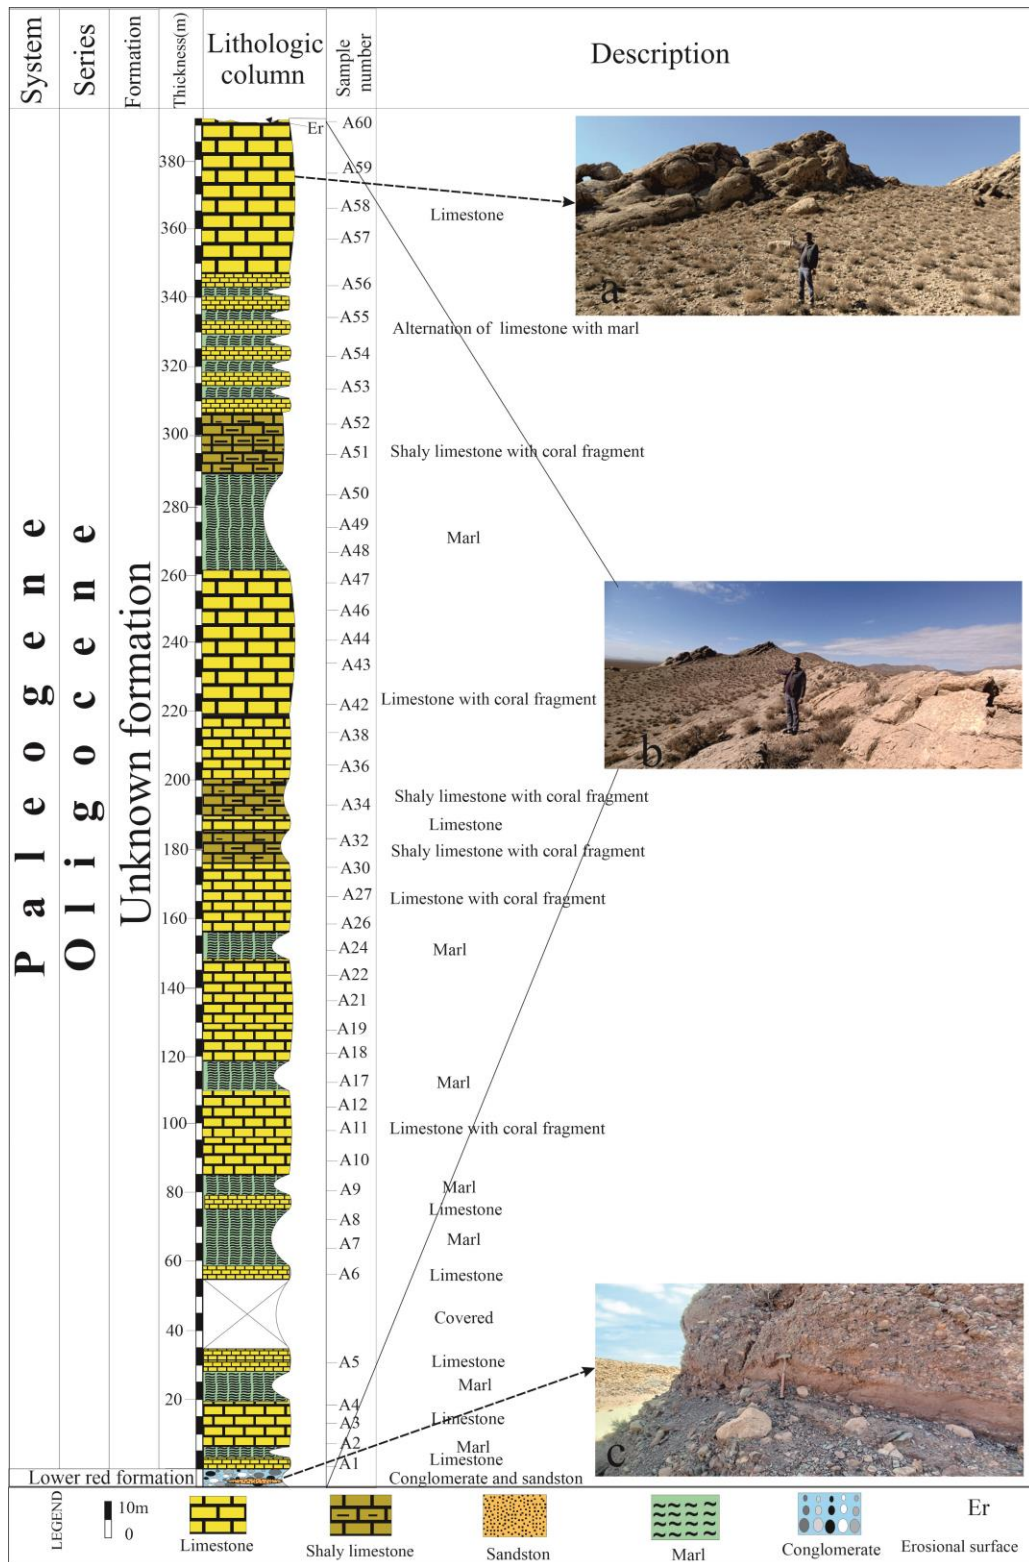 System
Series
Formation
Thickness(m)
Lithologic
column
Sample
number
Description
Paleogene
Oligocene
Unknown formation
Er
A60
380
A59
A58
Limestone
360
A57
A56
340
A55
Alternation of limestone with marl
A54
320
A53
A52
300
A51
Shaly limestone with coral fragment
A50
280
A49
Marl
A48
260
A47
A46
240
A44
A43
A42
Limestone with coral fragment
220
A38
A36
200
A34
Shaly limestone with coral fragment
Limestone
A32
180
Shaly limestone with coral fragment
A30
A27
Limestone with coral fragment
160
A26
A24
Marl
A22
140
A21
A19
A18
120
A17
Marl
A12
100
A11
Limestone with coral fragment
A10
80
A9
Marl
Limestone
A8
A7
Marl
60
A6
Limestone
Covered
40
A5
Limestone
Marl
20
A4
A3
Limestone
A2
Marl
A1
Limestone
Lower red formation
Conglomerate and sandston
a
b
c
LEGEND
10m
0
Limestone
Shaly limestone
Sandston
Marl
Conglomerate
Er
Erosional surface